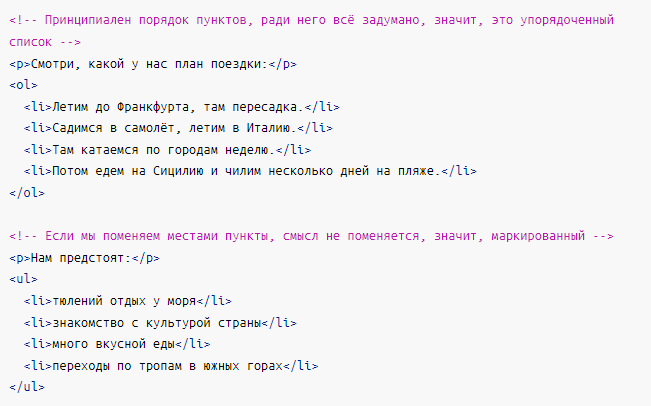 <!-- Принципиален порядок пунктов, ради него всё задумано, значит, это упорядоченный
список -->
<p>Смотри, какой у нас план поездки:</p>
<ol>
  <li>Летим до Франкфурта, там пересадка.</li>
  <li>Садимся в самолёт, летим в Италию.</li>
  <li>Там катаемся по городам неделю.</li>
  <li>Потом едем на Сицилию и чилим несколько дней на пляже.</li>
</ol>

<!-- Если мы поменяем местами пункты, смысл не поменяется, значит, маркированный -->
<p>Нам предстоят:</p>
<ul>
  <li>тюлений отдых у моря</li>
  <li>знакомство с культурой страны</li>
  <li>много вкусной еды</li>
  <li>переходы по тропам в южных горах</li>
</ul>